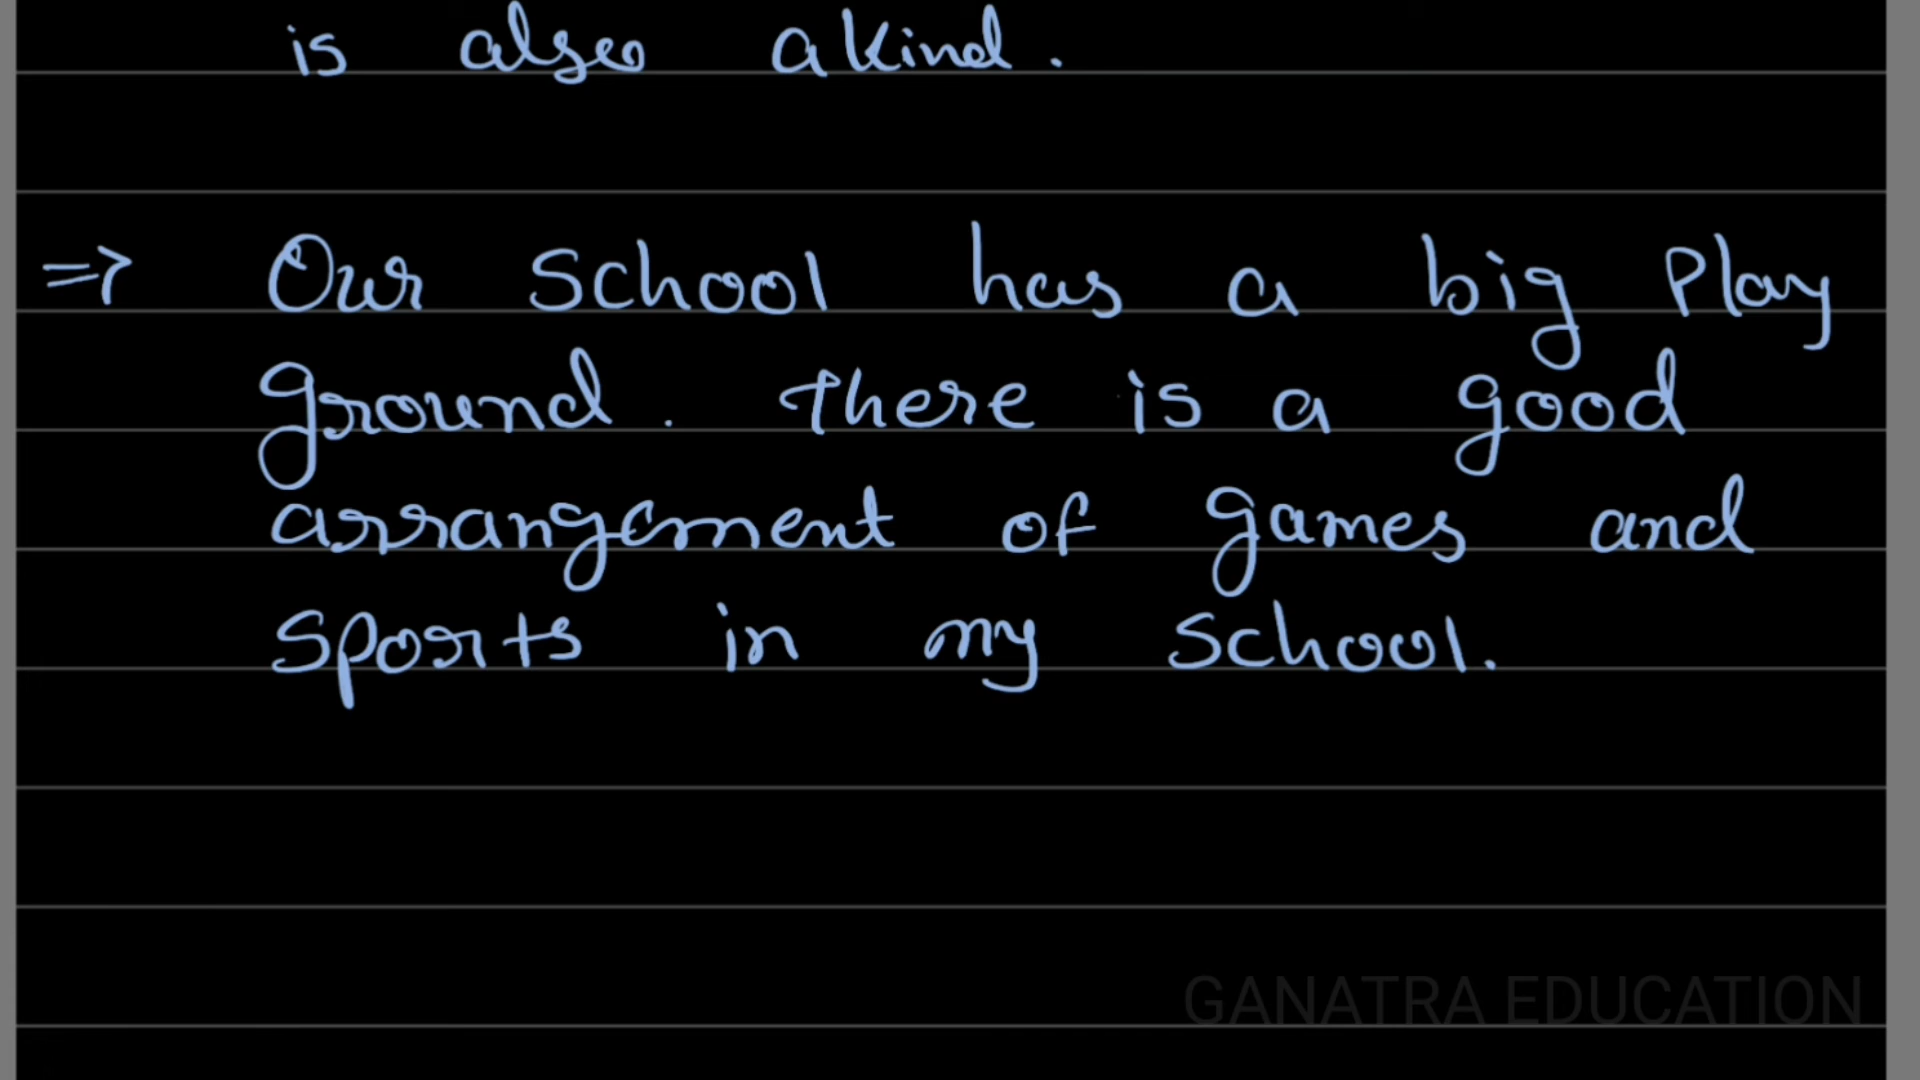 is also a kind.
=> Our School has a big Play
ground. There is a good
arrangement of games and
Sports in my School.
GANATRA EDUCATION